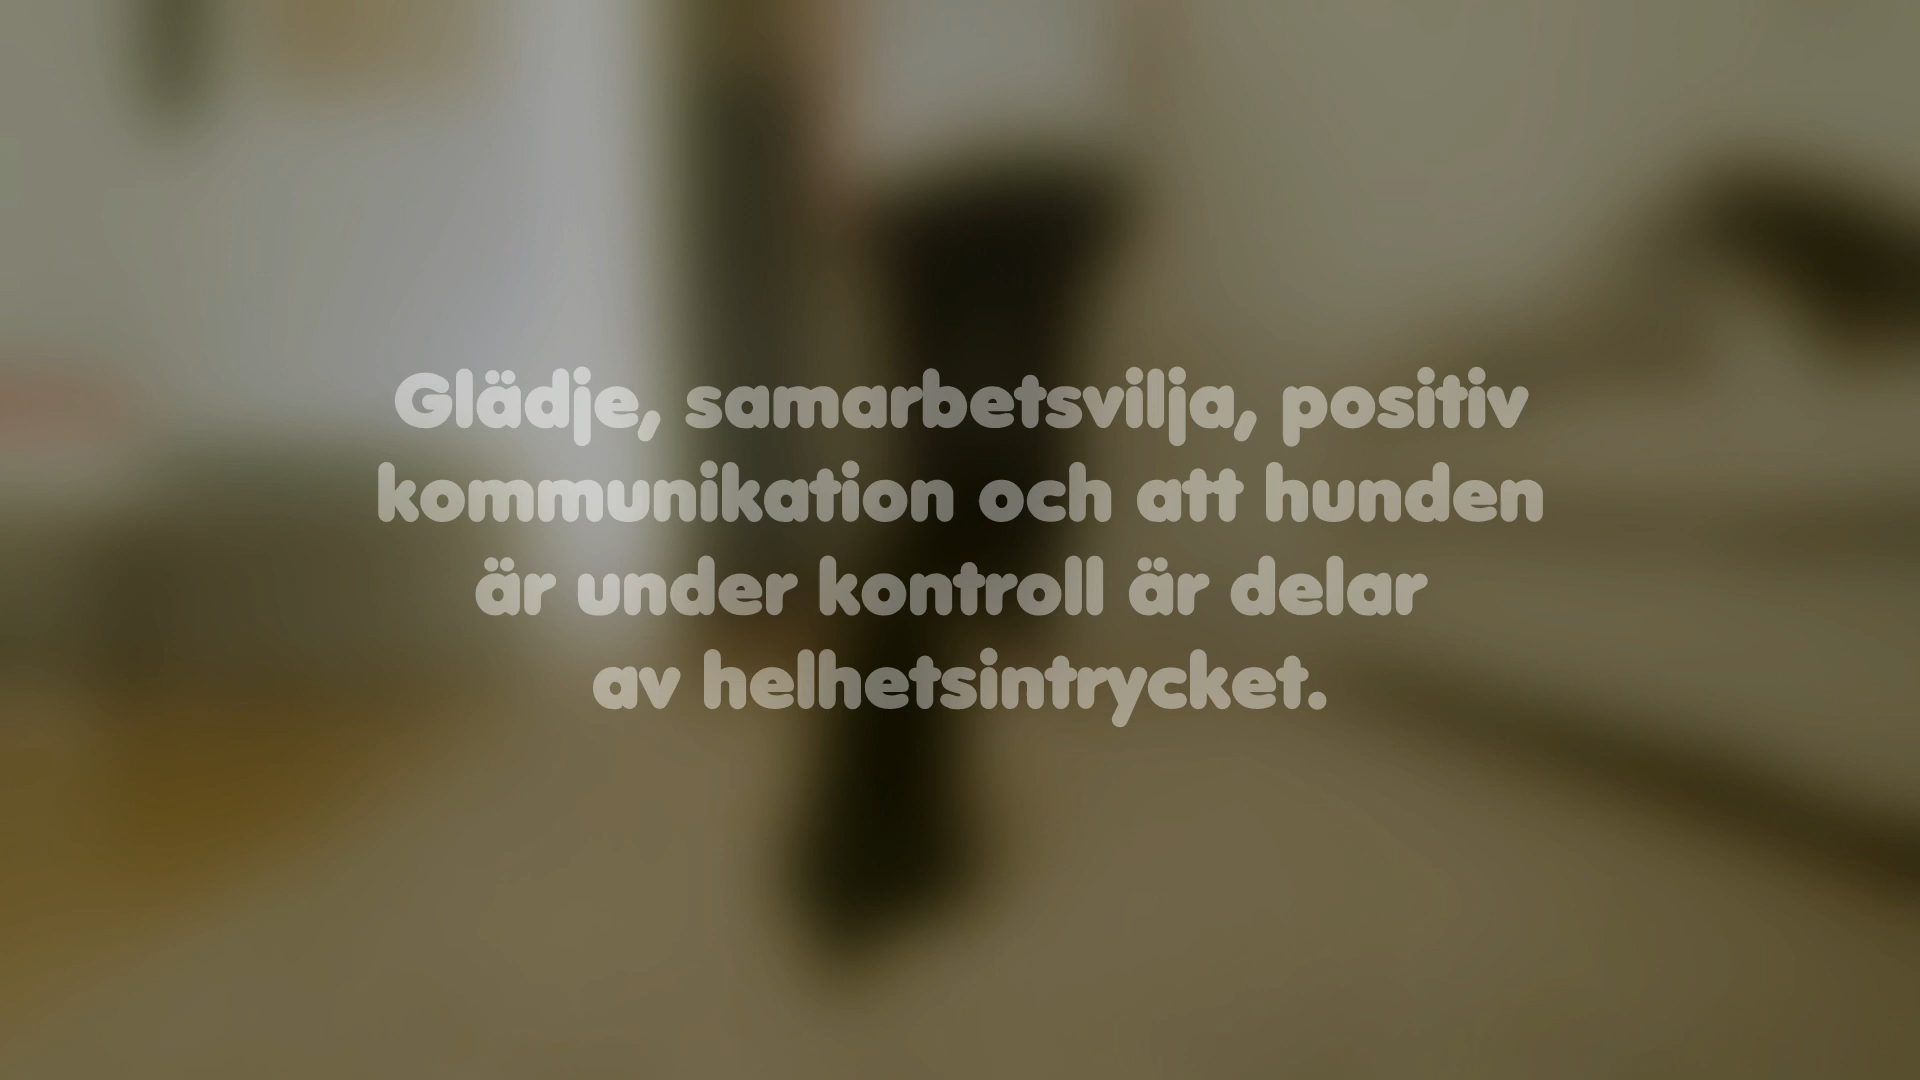 Glädje, samarbetsvilja, positiv
kommunikation och att hunden
är under kontroll är delar
av helhetsintrycket.